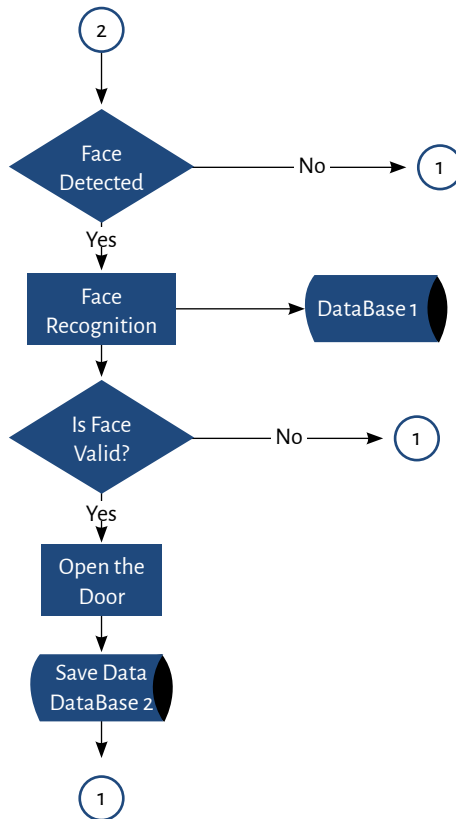 2
Face
Detected
No
1
Yes
Face
Recognition
DataBase 1
Is Face
Valid?
No
1
Yes
Open the
Door
Save Data
DataBase 2
1